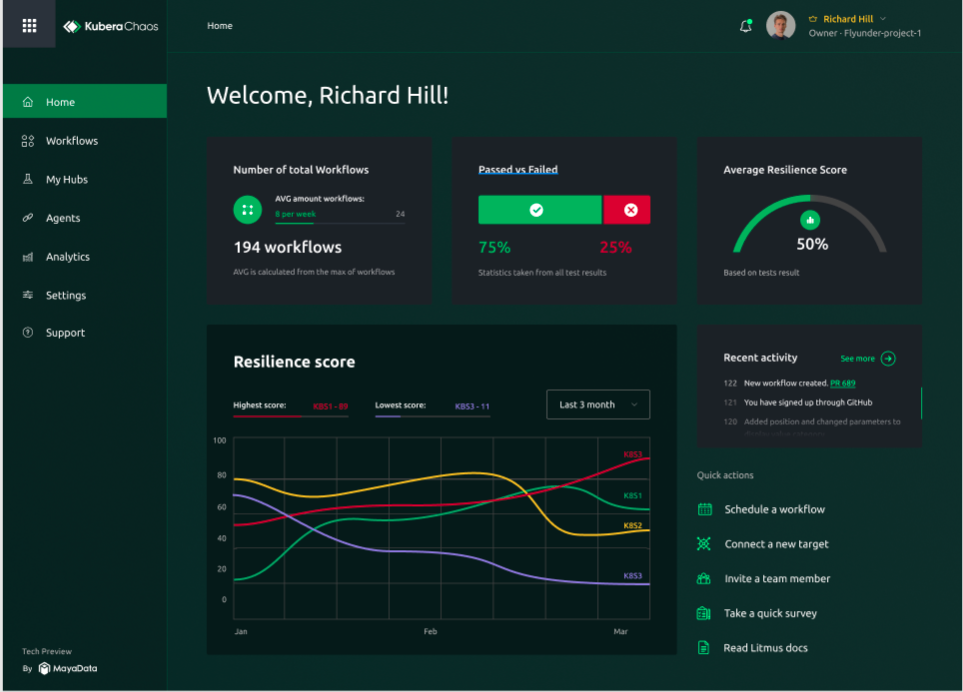 KuberaChaos
Home
Richard Hill
Owner - Flyunder-project-1
Home
Workflows
My Hubs
Agents
Analytics
Settings
Support
Tech Preview
By MayaData
Welcome, Richard Hill!
Number of total Workflows
AVG amount workflows:
8 per week 24
194 workflows
AVG is calculated from the max of workflows
Passed vs Failed
75% 25%
Statistics taken from all test results
Average Resilience Score
50%
Based on tests result
Resilience score
Highest score: KBS1 - 89 Lowest score: KBS3 - 11
Last 3 month
100
80
60
40
20
0
K8S3
K8S1
K8S2
K8S3
Jan Feb Mar
Recent activity See more
122 New workflow created. PR 689
121 You have signed up through GitHub
120 Added position and changed parameters to
Quick actions
Schedule a workflow
Connect a new target
Invite a team member
Take a quick survey
Read Litmus docs